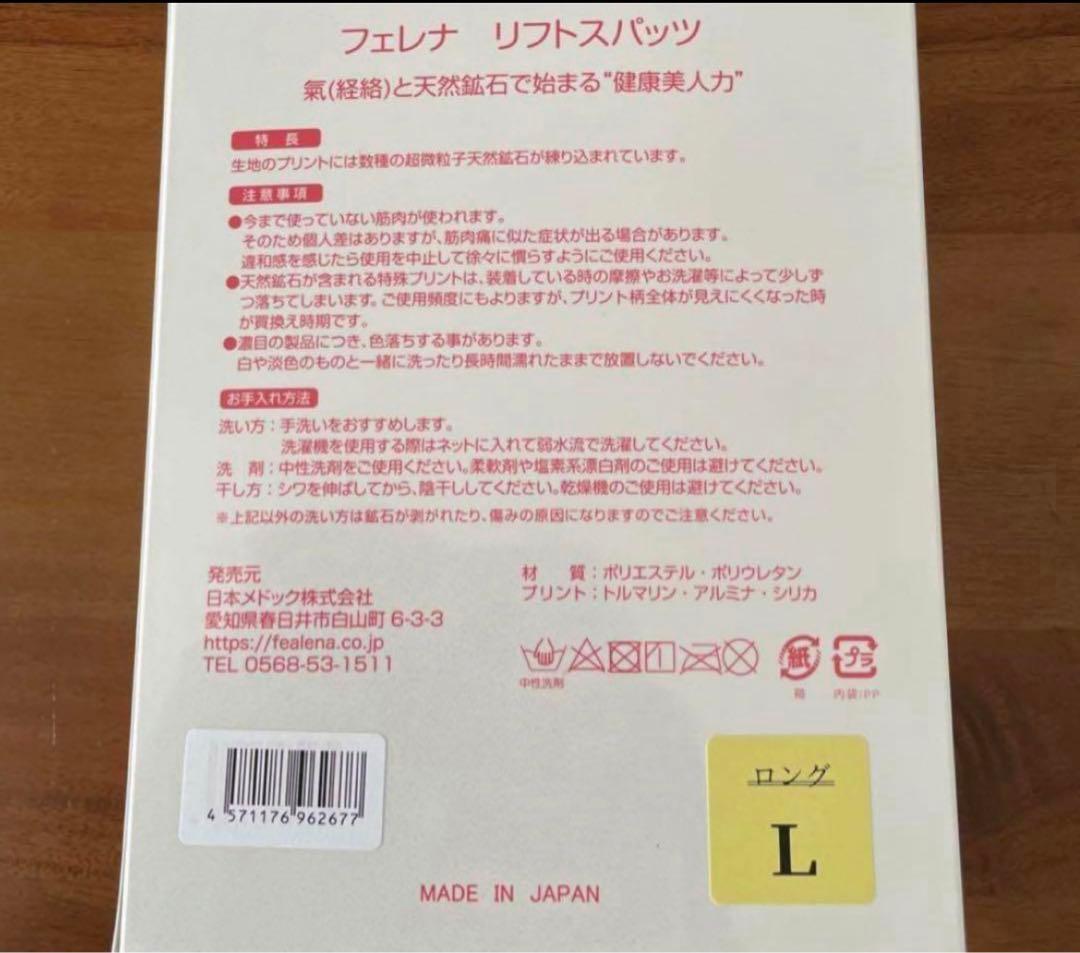 フェレナ リフトスパッツ
氣(経絡)と天然鉱石で始まる“健康美人力”
特 長
生地のプリントには数種の超微粒子天然鉱石が練り込まれています。
注意事項
●今まで使っていない筋肉が使われます。
そのため個人差はありますが、筋肉痛に似た症状が出る場合があります。
違和感を感じたら使用を中止して徐々に慣らすようにご使用ください。
●天然鉱石が含まれる特殊プリントは、装着している時の摩擦やお洗濯等によって少しず
つ落ちてしまいます。ご使用頻度にもよりますが、プリント柄全体が見えにくくなった時
が買換え時期です。
●濃目の製品につき、色落ちする事があります。
白や淡色のものと一緒に洗ったり長時間濡れたままで放置しないでください。
お手入れ方法
洗い方：手洗いをおすすめします。
洗濯機を使用する際はネットに入れて弱水流で洗濯してください。
洗 剤：中性洗剤をご使用ください。柔軟剤や塩素系漂白剤のご使用は避けてください。
干し方：シワを伸ばしてから、陰干ししてください。乾燥機のご使用は避けてください。
※上記以外の洗い方は鉱石が剥がれたり、傷みの原因になりますのでご注意ください。
発売元
日本メドック株式会社
愛知県春日井市白山町 6-3-3
https://fealena.co.jp
TEL 0568-53-1511
材 質：ポリエステル・ポリウレタン
プリント：トルマリン・アルミナ・シリカ
中性洗剤
紙
箱
プラ
内袋:PP
4 571176 962677
ロング
L
MADE IN JAPAN